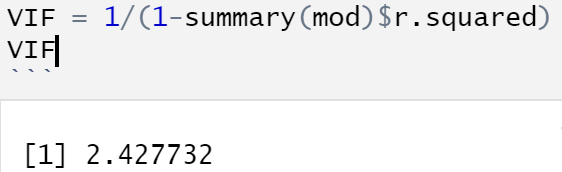 VIF = 1/(1-summary(mod)$r.squared)
VIF
```
[1] 2.427732